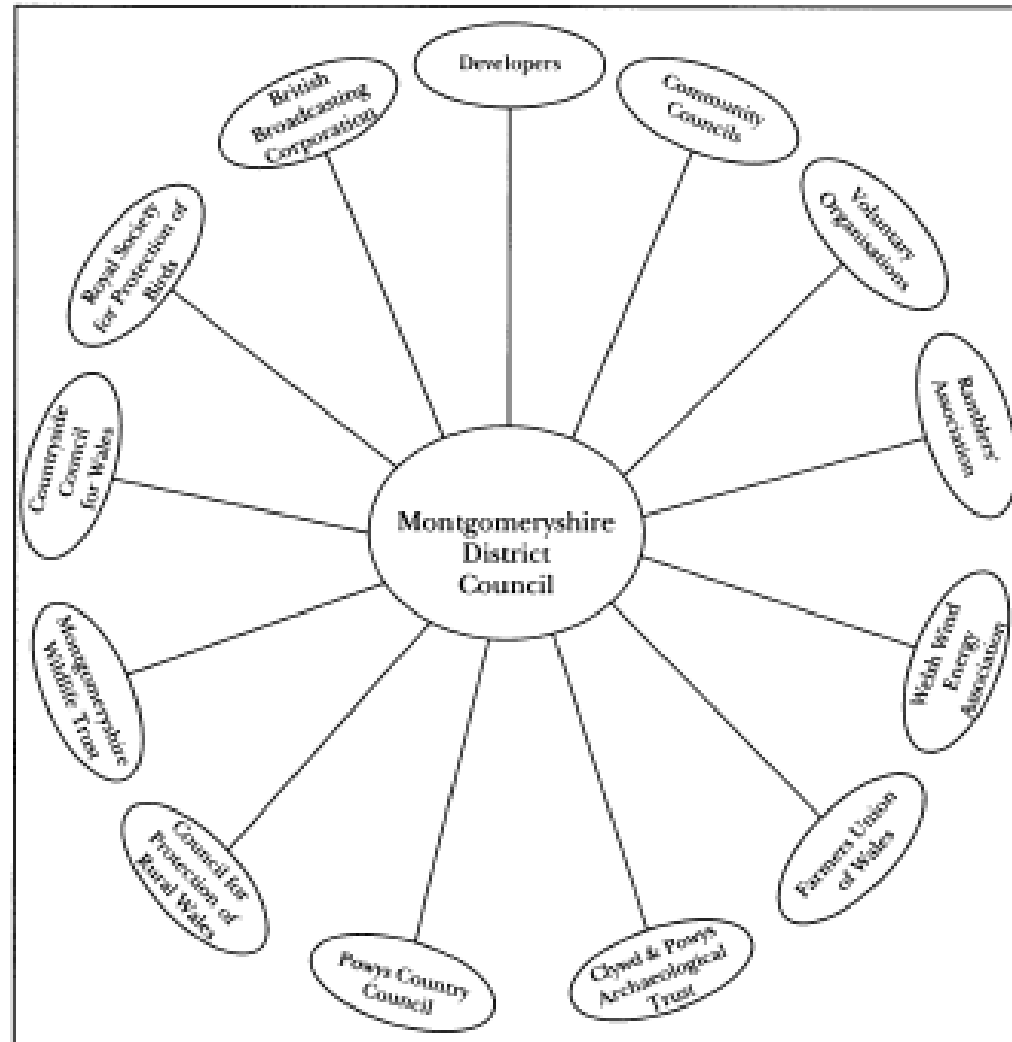 Developers
Community
Councils
Voluntary
Organisations
Ramblers'
Association
Welsh Wind
Energy
Association
Farmers Union
of Wales
Clywd & Powys
Archaeological
Trust
Powys Country
Council
Council for
Protection of
Rural Wales
Montgomeryshire
Wildlife Trust
Countryside
Council
for Wales
Royal Society
for Protection of
Birds
British
Broadcasting
Corporation
Montgomeryshire
District
Council